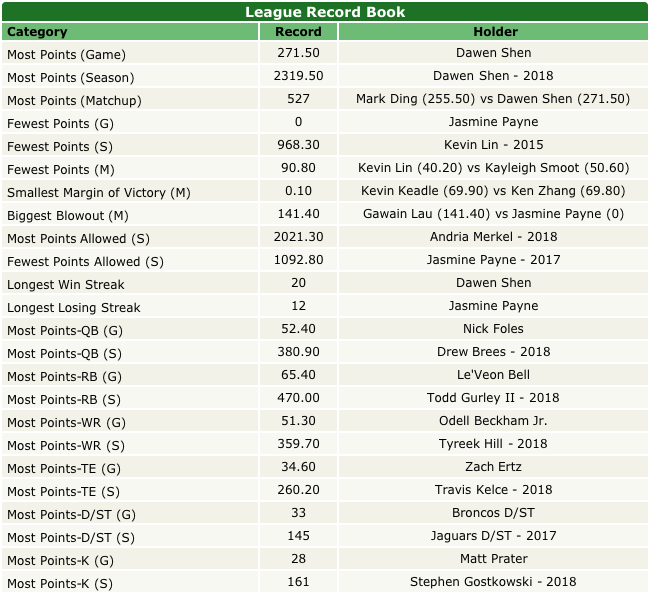 League Record Book
Category Record Holder
Most Points (Game) 271.50 Dawen Shen
Most Points (Season) 2319.50 Dawen Shen - 2018
Most Points (Matchup) 527 Mark Ding (255.50) vs Dawen Shen (271.50)
Fewest Points (G) 0 Jasmine Payne
Fewest Points (S) 968.30 Kevin Lin - 2015
Fewest Points (M) 90.80 Kevin Lin (40.20) vs Kayleigh Smoot (50.60)
Smallest Margin of Victory (M) 0.10 Kevin Keadle (69.90) vs Ken Zhang (69.80)
Biggest Blowout (M) 141.40 Gawain Lau (141.40) vs Jasmine Payne (0)
Most Points Allowed (S) 2021.30 Andria Merkel - 2018
Fewest Points Allowed (S) 1092.80 Jasmine Payne - 2017
Longest Win Streak 20 Dawen Shen
Longest Losing Streak 12 Jasmine Payne
Most Points-QB (G) 52.40 Nick Foles
Most Points-QB (S) 380.90 Drew Brees - 2018
Most Points-RB (G) 65.40 Le'Veon Bell
Most Points-RB (S) 470.00 Todd Gurley II - 2018
Most Points-WR (G) 51.30 Odell Beckham Jr.
Most Points-WR (S) 359.70 Tyreek Hill - 2018
Most Points-TE (G) 34.60 Zach Ertz
Most Points-TE (S) 260.20 Travis Kelce - 2018
Most Points-D/ST (G) 33 Broncos D/ST
Most Points-D/ST (S) 145 Jaguars D/ST - 2017
Most Points-K (G) 28 Matt Prater
Most Points-K (S) 161 Stephen Gostkowski - 2018